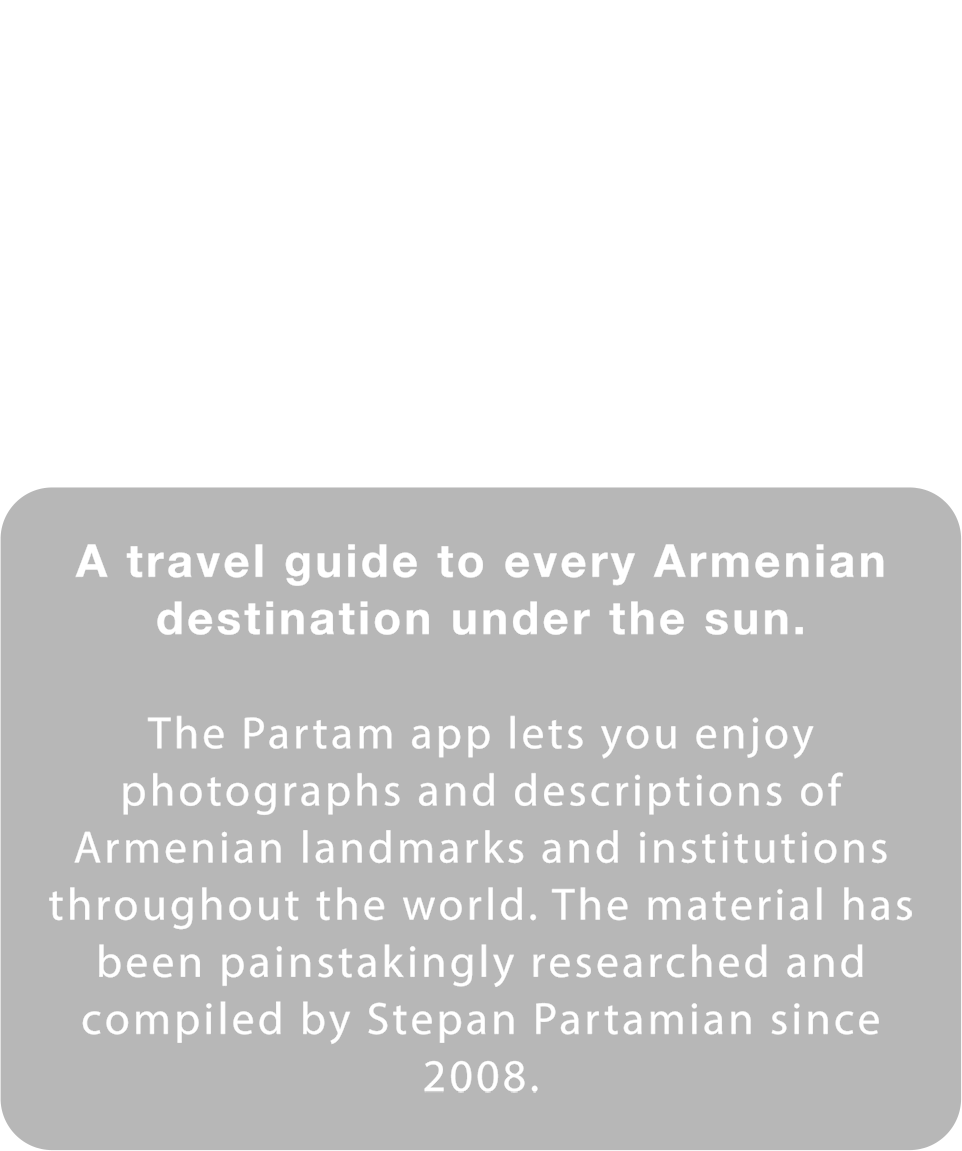 A travel guide to every Armenian
destination under the sun.
The Partam app lets you enjoy
photographs and descriptions of
Armenian landmarks and institutions
throughout the world. The material has
been painstakingly researched and
compiled by Stepan Partamian since
2008.